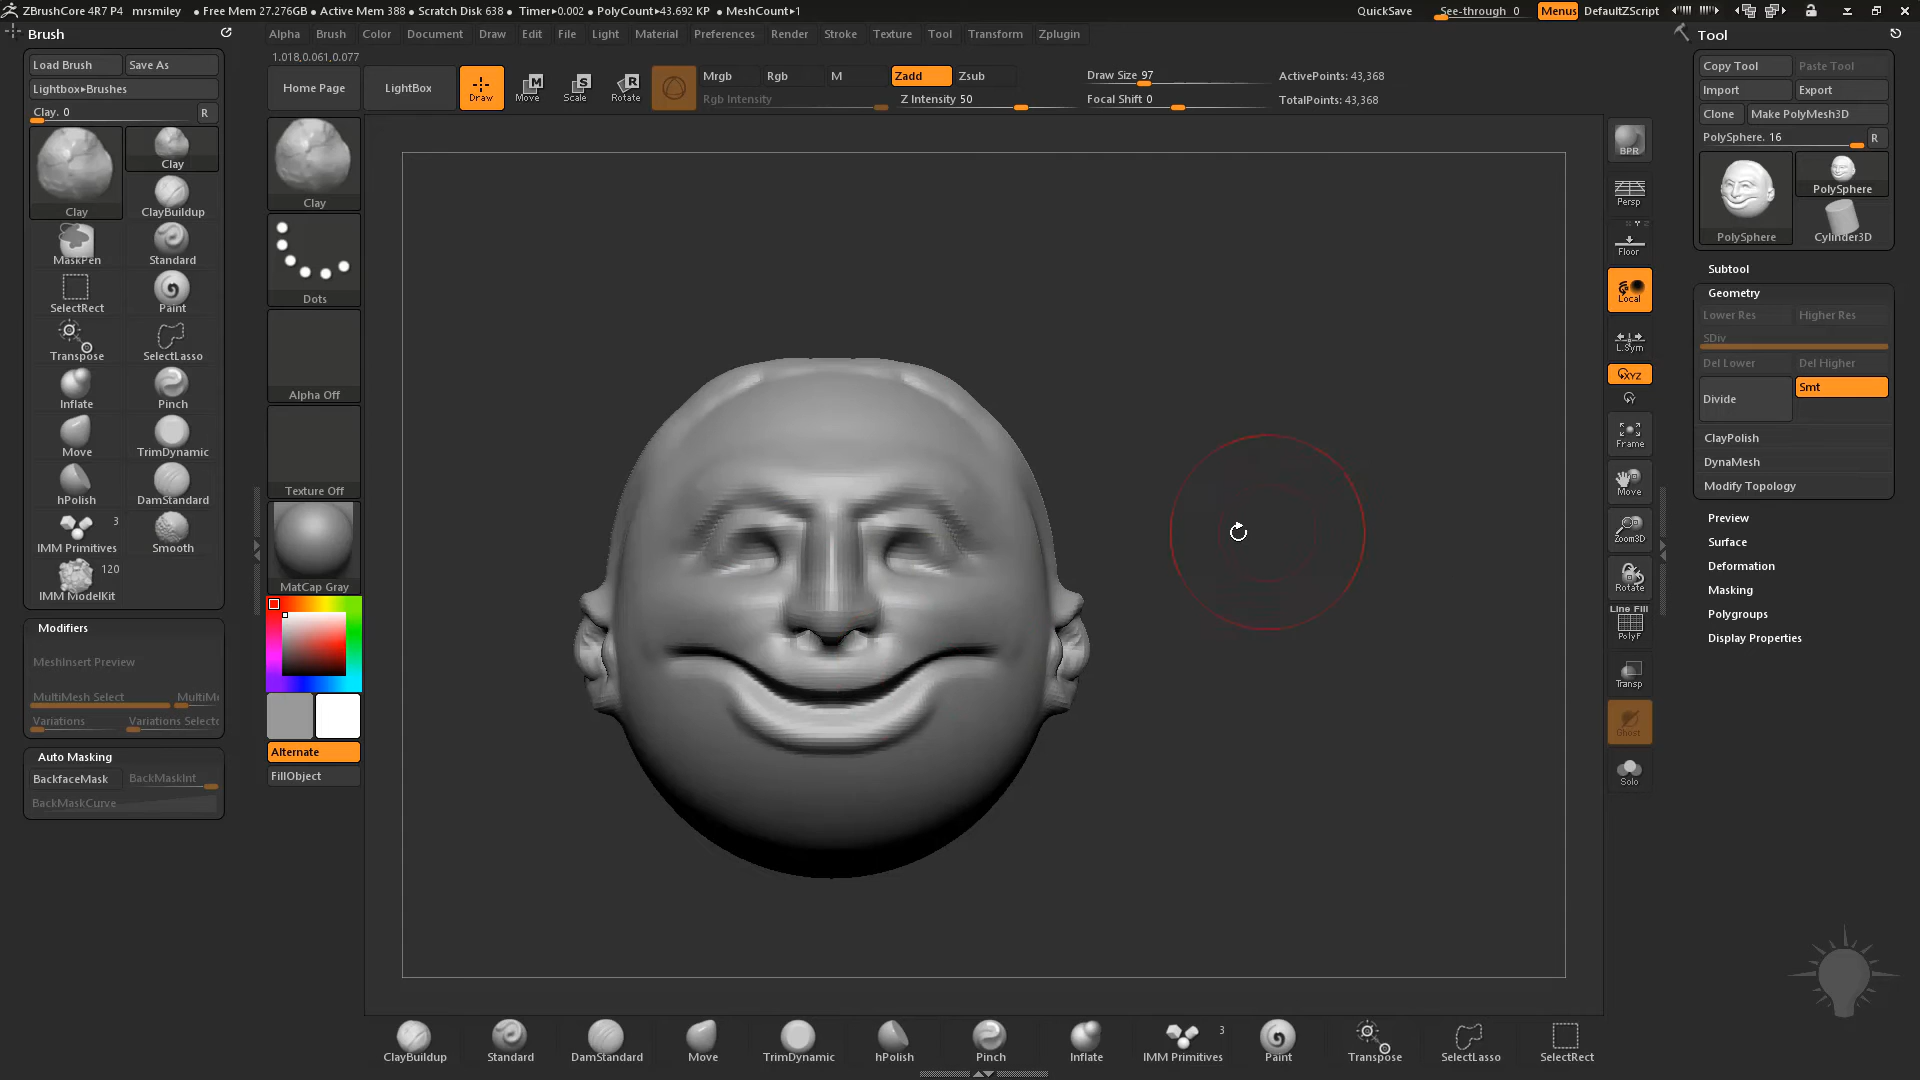 ZBrushCore 4R7 P4 mrsmiley • Free Mem 27.276GB • Active Mem 388 • Scratch Disk 638 • Timer▸0.002 • PolyCount▸43.692 KP • MeshCount▸1 QuickSave See-through 0 Menus DefaultZScript
Brush
Alpha Brush Color Document Draw Edit File Light Material Preferences Render Stroke Texture Tool Transform Zplugin
Tool
1.018,0.061,0.077
Load Brush Save As
Lightbox▸Brushes
Clay. 0 R
Clay
Clay
ClayBuildup
MaskPen Standard
SelectRect Paint
Transpose SelectLasso
Inflate Pinch
Move TrimDynamic
hPolish DamStandard
3
IMM Primitives Smooth
120
IMM ModelKit
Modifiers
MeshInsert Preview
MultiMesh Select MultiMe
Variations Variations Selecto
Auto Masking
BackfaceMask BackMaskInt
BackMaskCurve
Home Page LightBox Draw Move Scale Rotate
M S R
Mrgb Rgb M Zadd Zsub
Rgb Intensity Z Intensity 50
Draw Size 97
Focal Shift 0
ActivePoints: 43,368
TotalPoints: 43,368
Clay
Dots
Alpha Off
Texture Off
MatCap Gray
Alternate
FillObject
BPR
Persp
Floor
Local
L.Sym
XYZ
Y
Frame
Move
Zoom3D
Rotate
Line Fill
PolyF
Transp
Ghost
Solo
Copy Tool Paste Tool
Import Export
Clone Make PolyMesh3D
PolySphere. 16 R
PolySphere
PolySphere
Cylinder3D
Subtool
Geometry
Lower Res Higher Res
SDiv
Del Lower Del Higher
Divide Smt
ClayPolish
DynaMesh
Modify Topology
Preview
Surface
Deformation
Masking
Polygroups
Display Properties
3
ClayBuildup Standard DamStandard Move TrimDynamic hPolish Pinch Inflate IMM Primitives Paint Transpose SelectLasso SelectRect